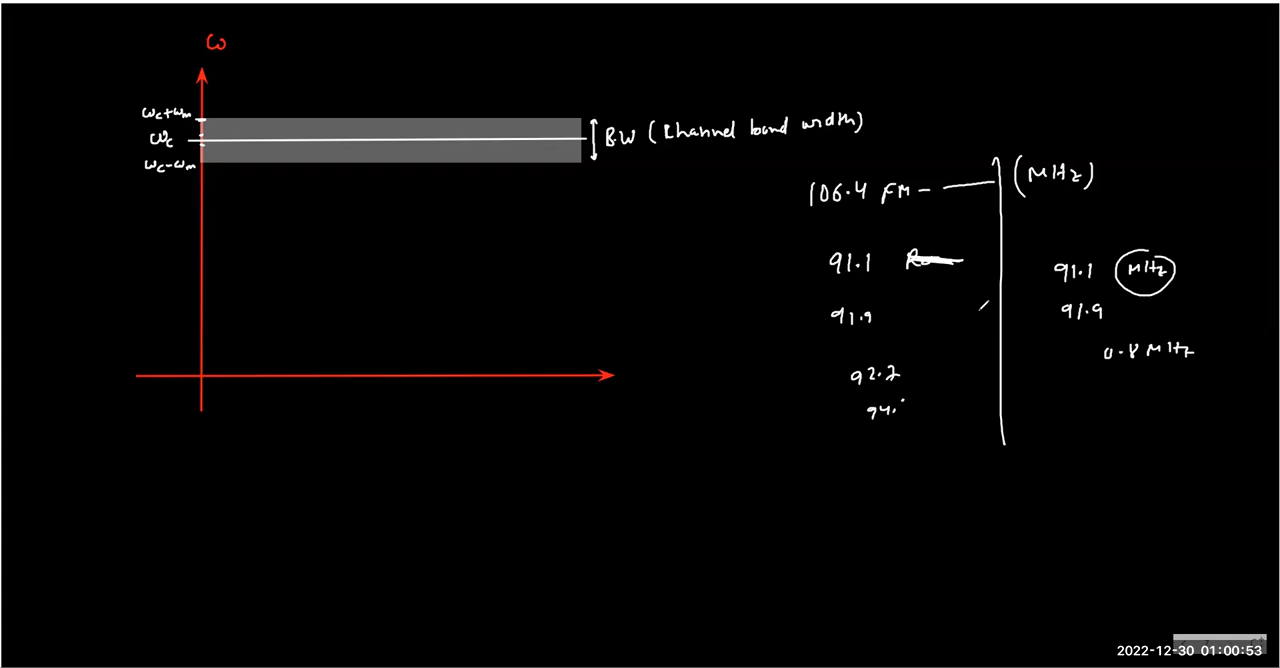 ω
ωc+ωm
ωc
ωc-ωm
BW (Channel band width)
106.4 FM -
(MHz)
91.1
91.1 MHz
91.9
91.9
0.8 MHz
92.7
94.
2022-12-30 01:00:53